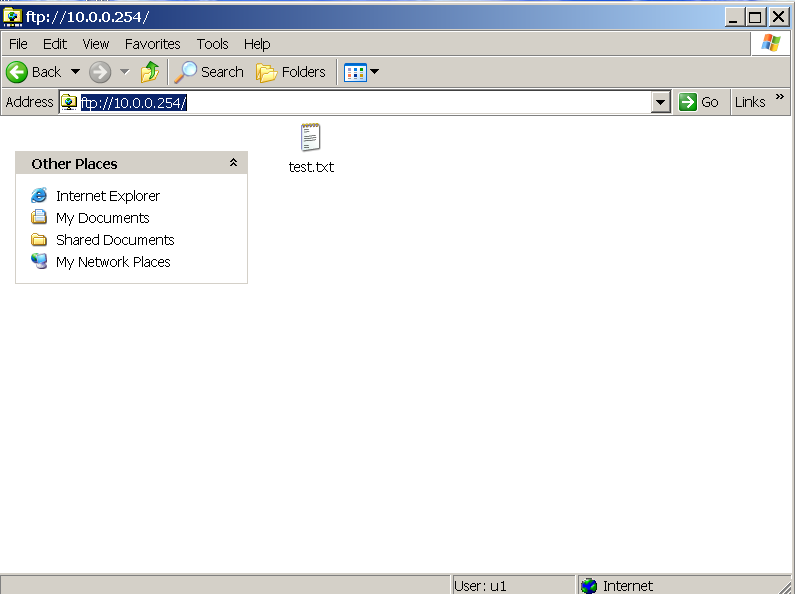 ftp://10.0.0.254/
File Edit View Favorites Tools Help
Back Search Folders
Address ftp://10.0.0.254/ Go Links »
Other Places
Internet Explorer
My Documents
Shared Documents
My Network Places
test.txt
User: u1 Internet